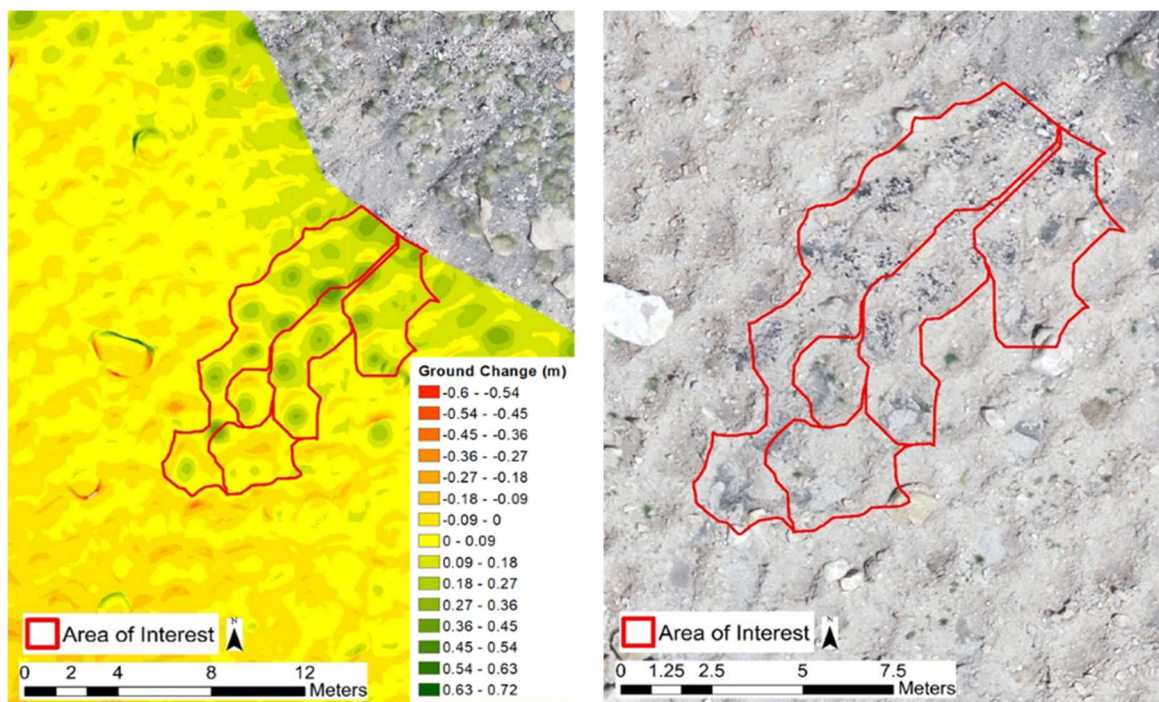 Ground Change (m)
-0.6 - -0.54
-0.54 - -0.45
-0.45 - -0.36
-0.36 - -0.27
-0.27 - -0.18
-0.18 - -0.09
-0.09 - 0
0 - 0.09
0.09 - 0.18
0.18 - 0.27
0.27 - 0.36
0.36 - 0.45
0.45 - 0.54
0.54 - 0.63
0.63 - 0.72
Area of Interest
N
0 2 4 8 12
Meters
Area of Interest
N
0 1.25 2.5 5 7.5
Meters